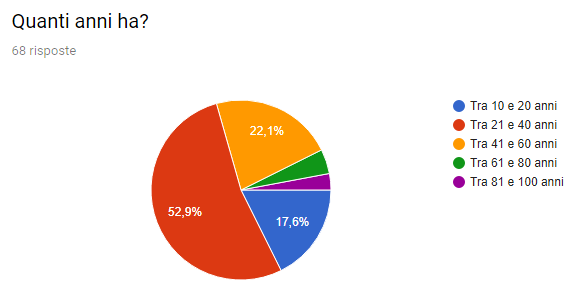 Quanti anni ha?
68 risposte
Tra 10 e 20 anni
Tra 21 e 40 anni
Tra 41 e 60 anni
Tra 61 e 80 anni
Tra 81 e 100 anni
22,1%
52,9%
17,6%